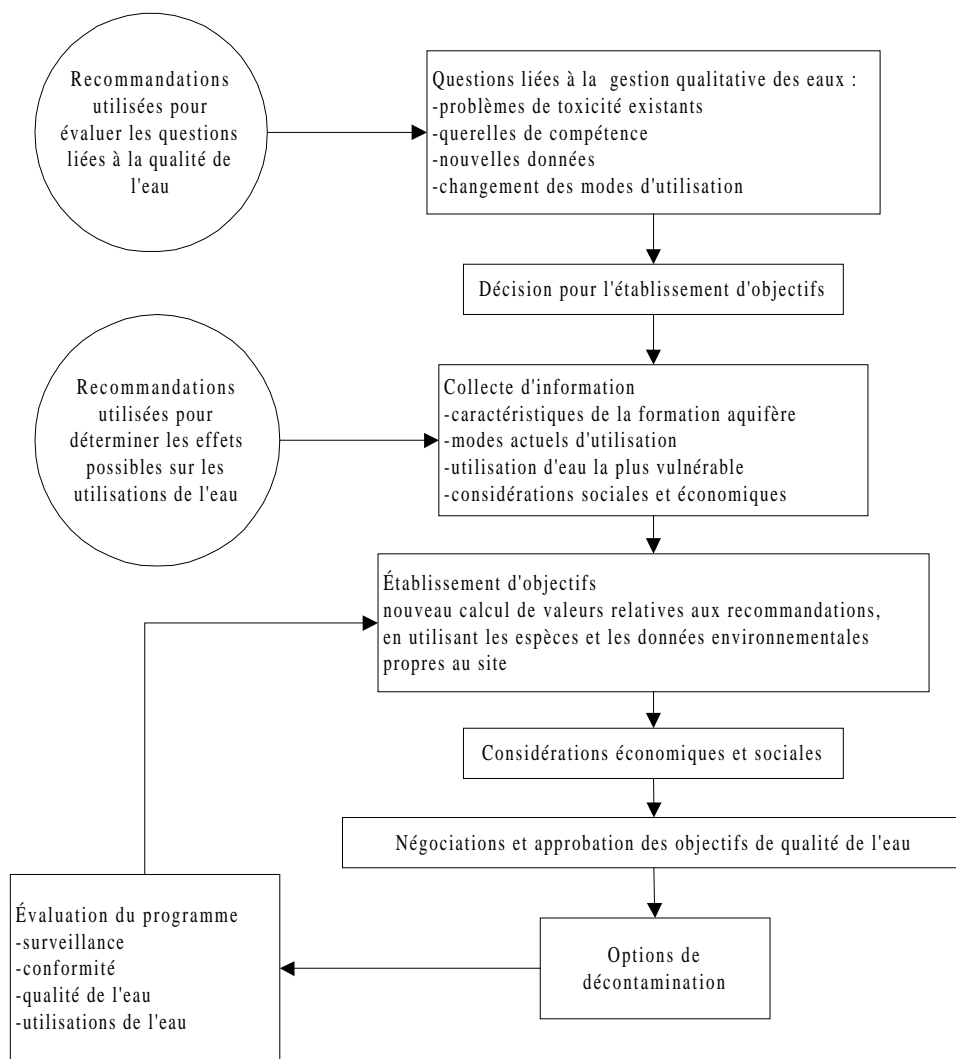 Recommandations
utilisées pour
évaluer les questions
liées à la qualité de
l'eau
Questions liées à la gestion qualitative des eaux :
-problèmes de toxicité existants
-querelles de compétence
-nouvelles données
-changement des modes d'utilisation
Décision pour l'établissement d'objectifs
Recommandations
utilisées pour
déterminer les effets
possibles sur les
utilisations de l'eau
Collecte d'information
-caractéristiques de la formation aquifère
-modes actuels d'utilisation
-utilisation d'eau la plus vulnérable
-considérations sociales et économiques
Établissement d'objectifs
nouveau calcul de valeurs relatives aux recommandations,
en utilisant les espèces et les données environnementales
propres au site
Considérations économiques et sociales
Négociations et approbation des objectifs de qualité de l'eau
Options de
décontamination
Évaluation du programme
-surveillance
-conformité
-qualité de l'eau
-utilisations de l'eau